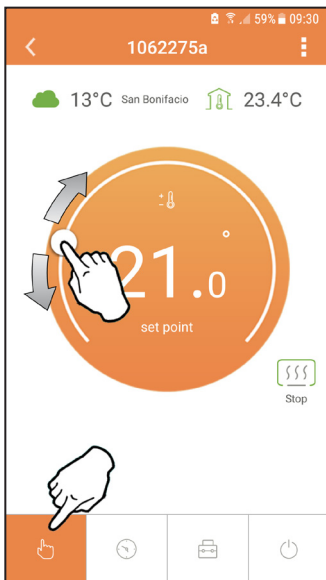 59% 09:30
1062275a
13°C San Bonifacio 23.4°C
21.0°
set point
Stop